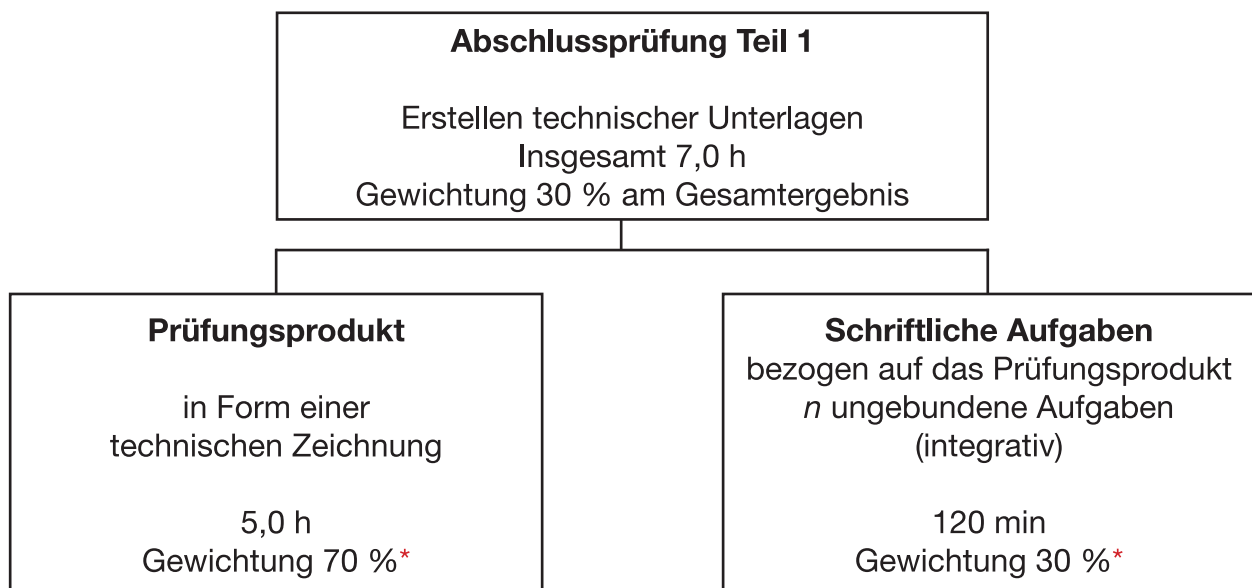 Abschlussprüfung Teil 1
Erstellen technischer Unterlagen
Insgesamt 7,0 h
Gewichtung 30 % am Gesamtergebnis
Prüfungsprodukt
in Form einer
technischen Zeichnung
5,0 h
Gewichtung 70 %*
Schriftliche Aufgaben
bezogen auf das Prüfungsprodukt
n ungebundene Aufgaben
(integrativ)
120 min
Gewichtung 30 %*